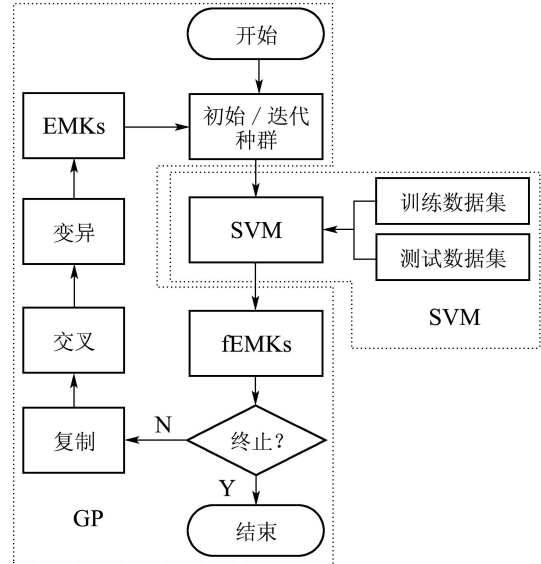 开始
EMKs
初始 / 迭代
种群
训练数据集
变异
SVM
测试数据集
SVM
交叉
fEMKs
N
复制
终止?
Y
GP
结束